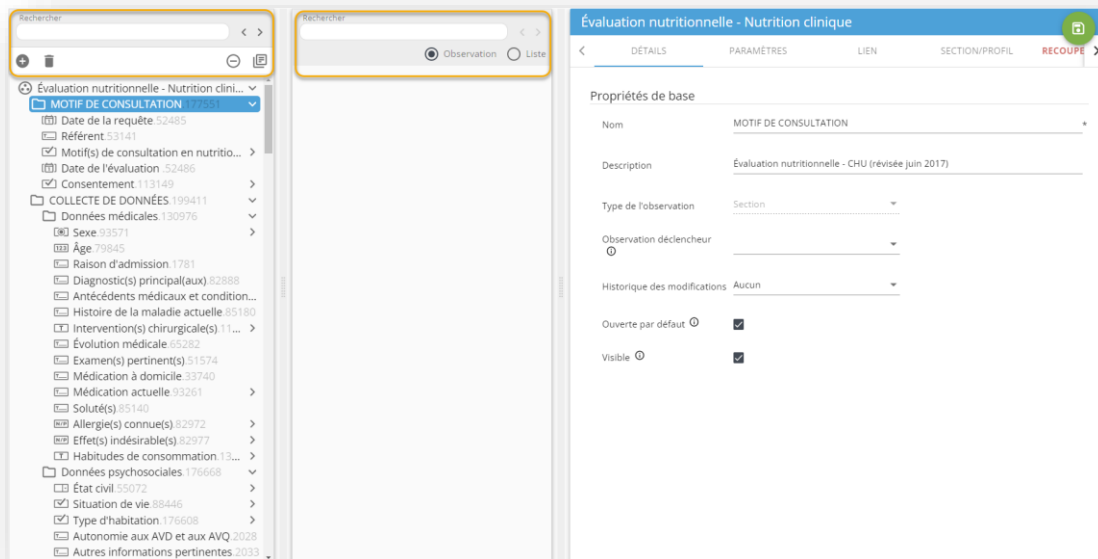 Rechercher
Évaluation nutritionnelle - Nutrition clini...
MOTIF DE CONSULTATION.177551
Date de la requête.52485
Référent.53141
Motif(s) de consultation en nutritio...
Date de l'évaluation .52486
Consentement.113149
COLLECTE DE DONNÉES.199411
Données médicales.130976
Sexe.93571
Âge.79845
Raison d'admission.1781
Diagnostic(s) principal(aux).82888
Antécédents médicaux et condition...
Histoire de la maladie actuelle.85180
Intervention(s) chirurgicale(s).11...
Évolution médicale.65282
Examen(s) pertinent(s).51574
Médication à domicile.33740
Médication actuelle.93261
Soluté(s).85140
Allergie(s) connue(s).82972
Effet(s) indésirable(s).82977
Habitudes de consommation.13...
Données psychosociales.176668
État civil.55072
Situation de vie.88446
Type d'habitation.176608
Autonomie aux AVD et aux AVQ.2028
Autres informations pertinentes.2033
Rechercher
Observation Liste
Évaluation nutritionnelle - Nutrition clinique
DÉTAILS PARAMÈTRES LIEN SECTION/PROFIL RECOUPE
Propriétés de base
Nom MOTIF DE CONSULTATION *
Description Évaluation nutritionnelle - CHU (révisée juin 2017)
Type de l'observation Section
Observation déclencheur
Historique des modifications Aucun
Ouverte par défaut
Visible